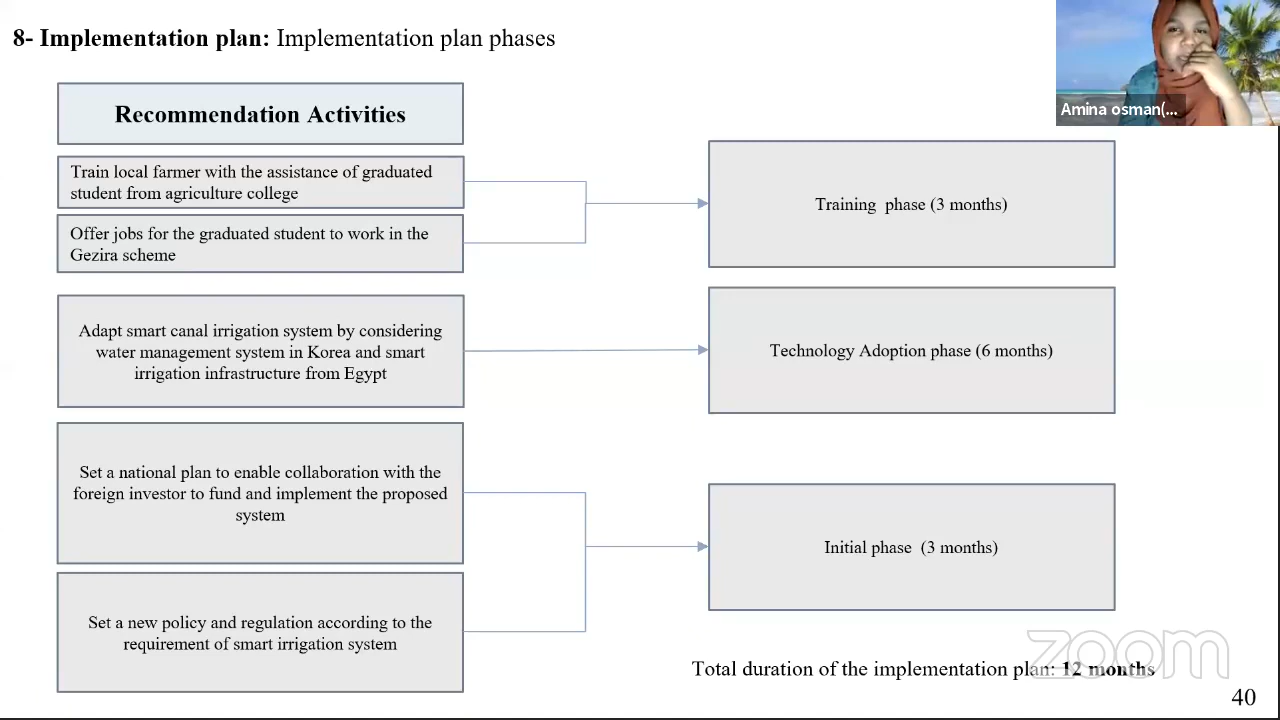 8- Implementation plan: Implementation plan phases
Amina osman(...
Recommendation Activities
Train local farmer with the assistance of graduated
student from agriculture college
Offer jobs for the graduated student to work in the
Gezira scheme
Training phase (3 months)
Adapt smart canal irrigation system by considering
water management system in Korea and smart
irrigation infrastructure from Egypt
Technology Adoption phase (6 months)
Set a national plan to enable collaboration with the
foreign investor to fund and implement the proposed
system
Set a new policy and regulation according to the
requirement of smart irrigation system
Initial phase (3 months)
Total duration of the implementation plan: 12 months
zoom
40